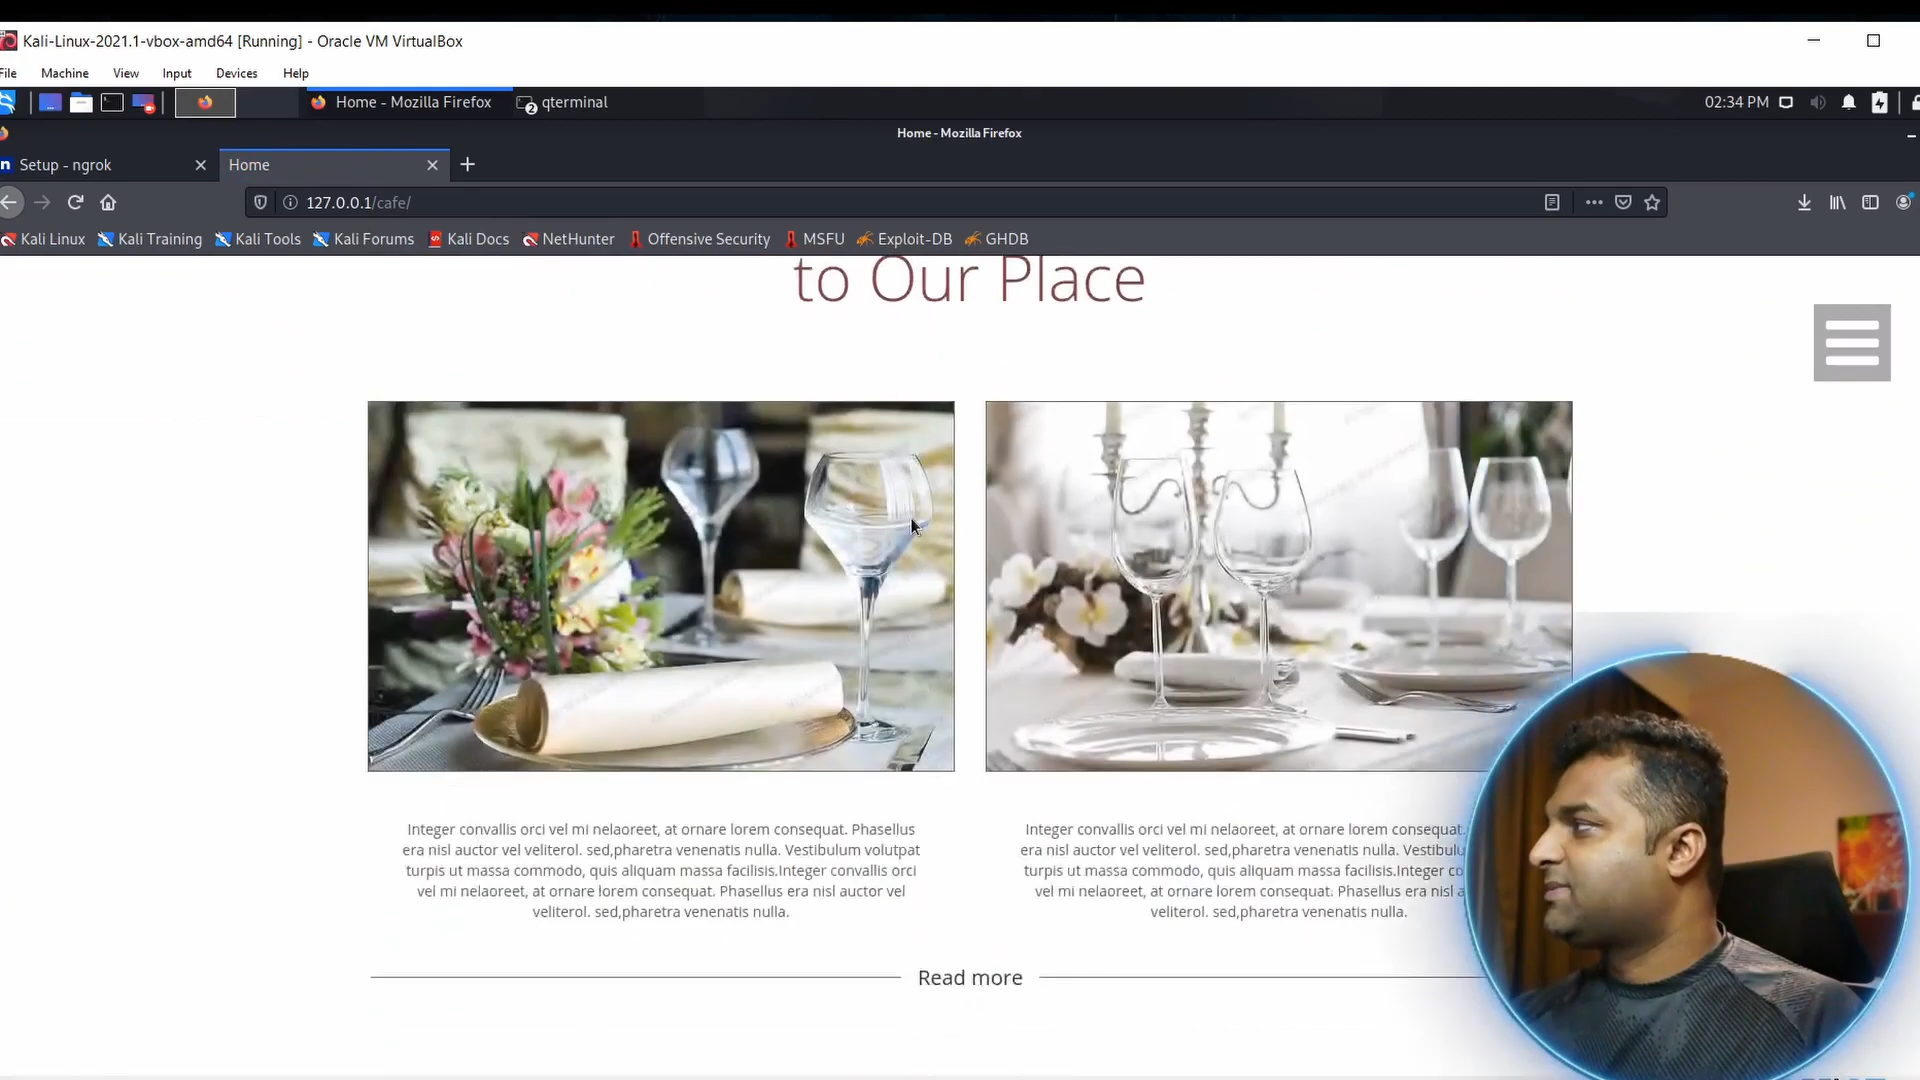 Kali-Linux-2021.1-vbox-amd64 [Running] - Oracle VM VirtualBox
File Machine View Input Devices Help
Home - Mozilla Firefox 2 qterminal 02:34 PM
Home - Mozilla Firefox
n Setup - ngrok Home
127.0.0.1/cafe/
Kali Linux Kali Training Kali Tools Kali Forums Kali Docs NetHunter Offensive Security MSFU Exploit-DB GHDB
to Our Place
Integer convallis orci vel mi nelaoreet, at ornare lorem consequat. Phasellus
era nisl auctor vel veliterol. sed,pharetra venenatis nulla. Vestibulum volutpat
turpis ut massa commodo, quis aliquam massa facilisis.Integer convallis orci
vel mi nelaoreet, at ornare lorem consequat. Phasellus era nisl auctor vel
veliterol. sed,pharetra venenatis nulla.
Integer convallis orci vel mi nelaoreet, at ornare lorem consequat.
era nisl auctor vel veliterol. sed,pharetra venenatis nulla. Vestibulu
turpis ut massa commodo, quis aliquam massa facilisis.Integer co
vel mi nelaoreet, at ornare lorem consequat. Phasellus era nisl a
veliterol. sed,pharetra venenatis nulla.
Read more